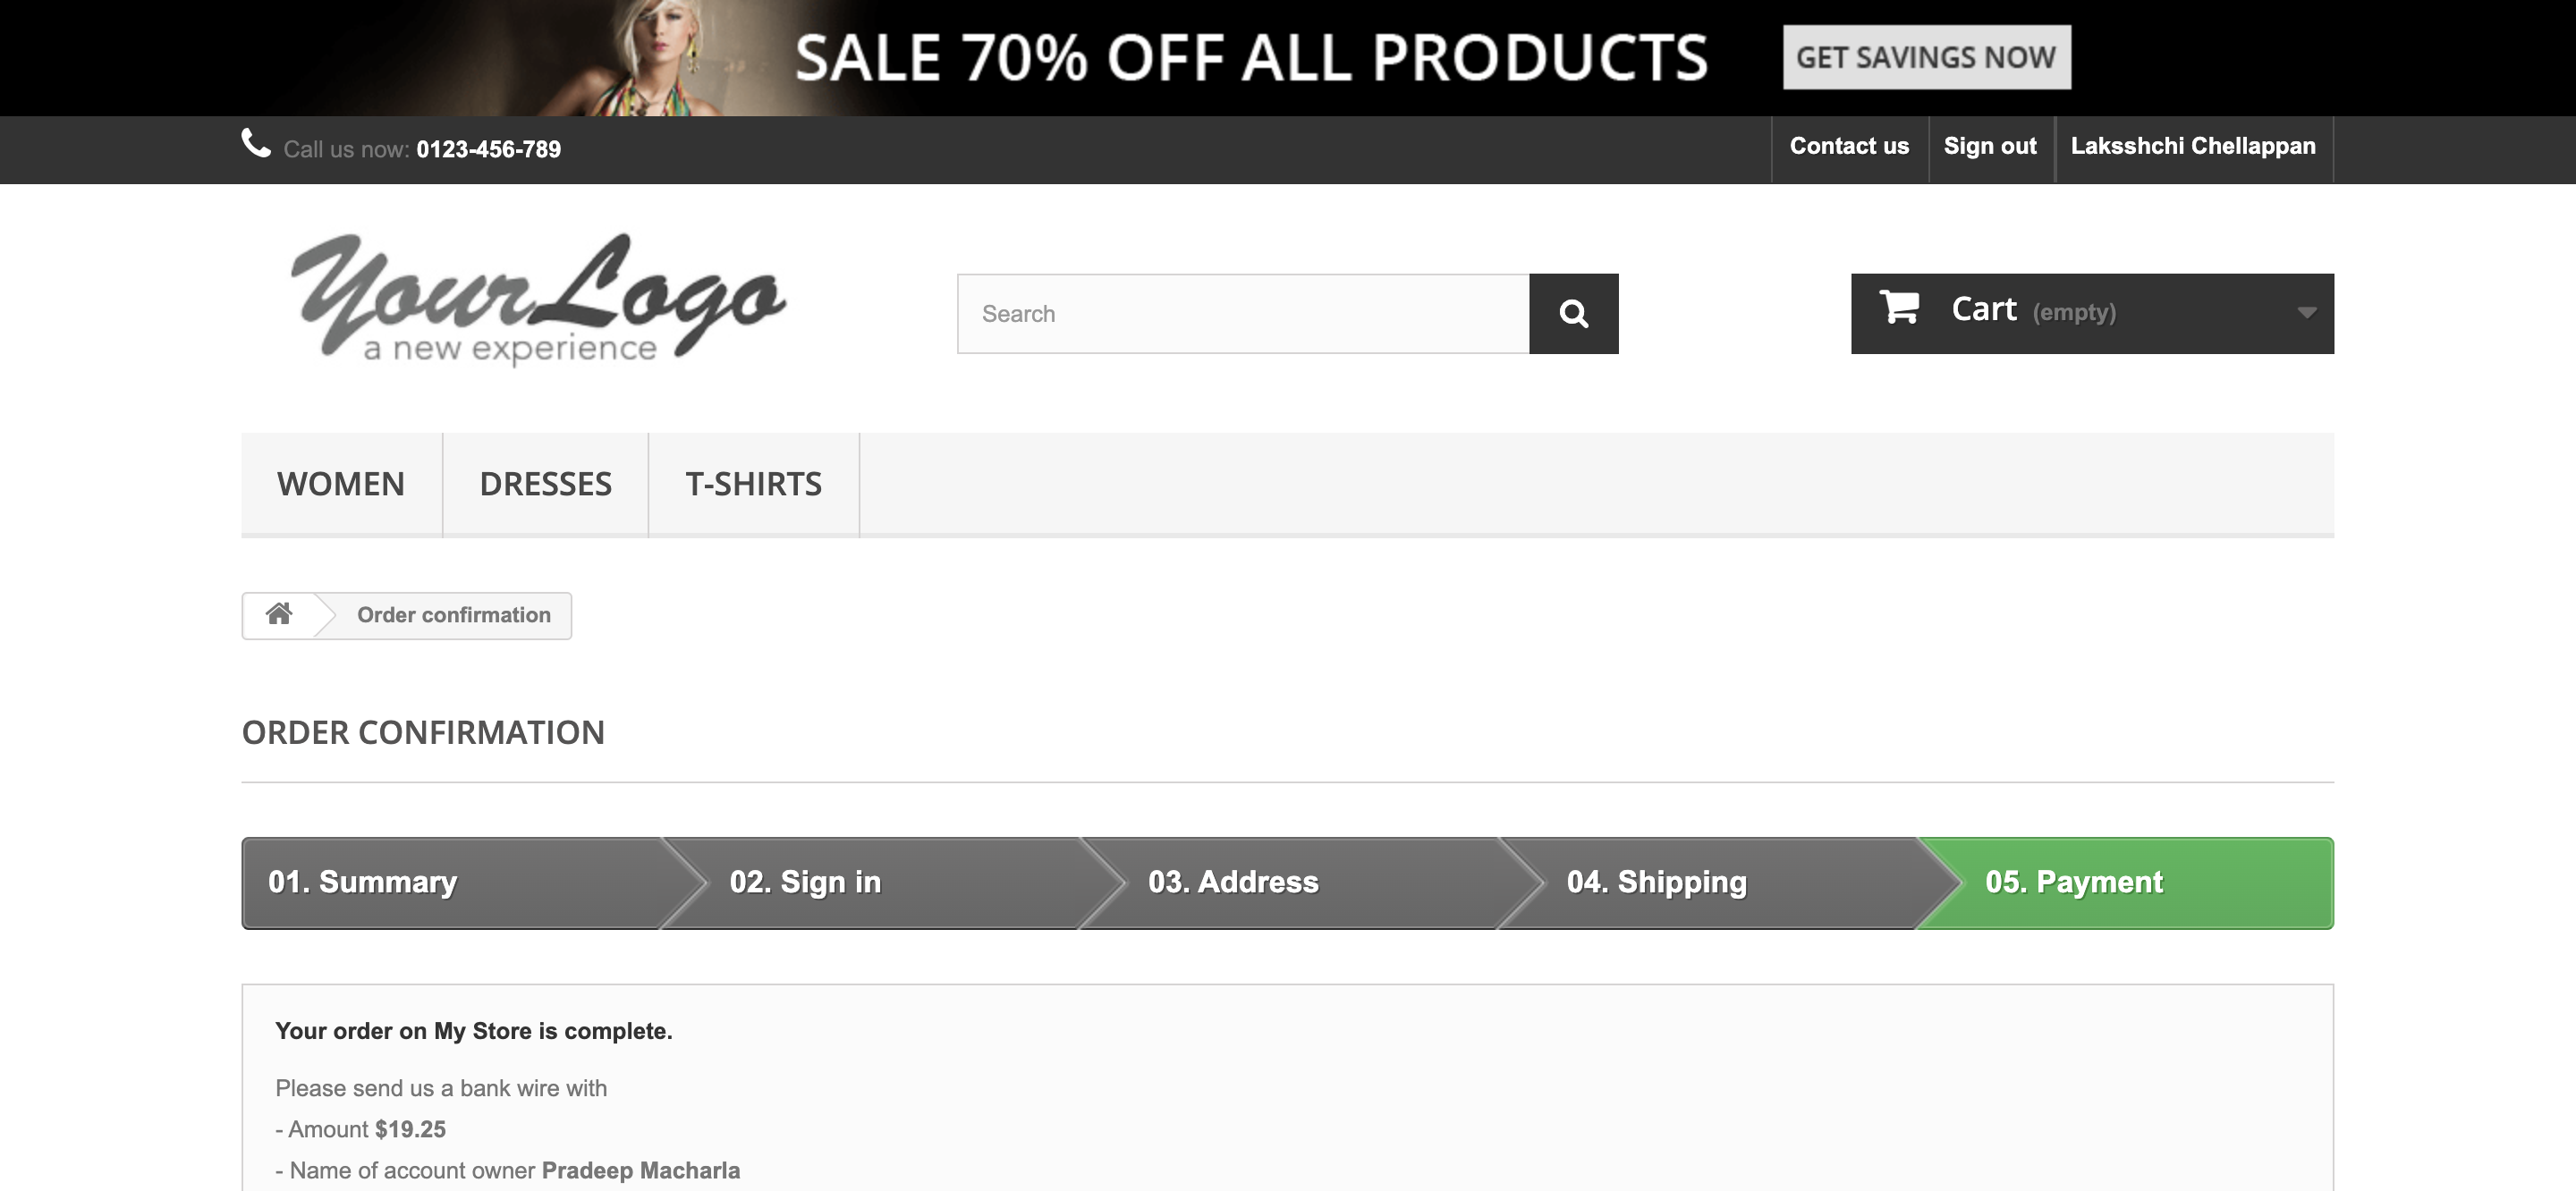 SALE 70% OFF ALL PRODUCTS GET SAVINGS NOW
Call us now: 0123-456-789 Contact us Sign out Laksshchi Chellappan
YourLogo
a new experience
Search
Cart (empty)
WOMEN DRESSES T-SHIRTS
Order confirmation
ORDER CONFIRMATION
01. Summary 02. Sign in 03. Address 04. Shipping 05. Payment
Your order on My Store is complete.
Please send us a bank wire with
- Amount $19.25
- Name of account owner Pradeep Macharla